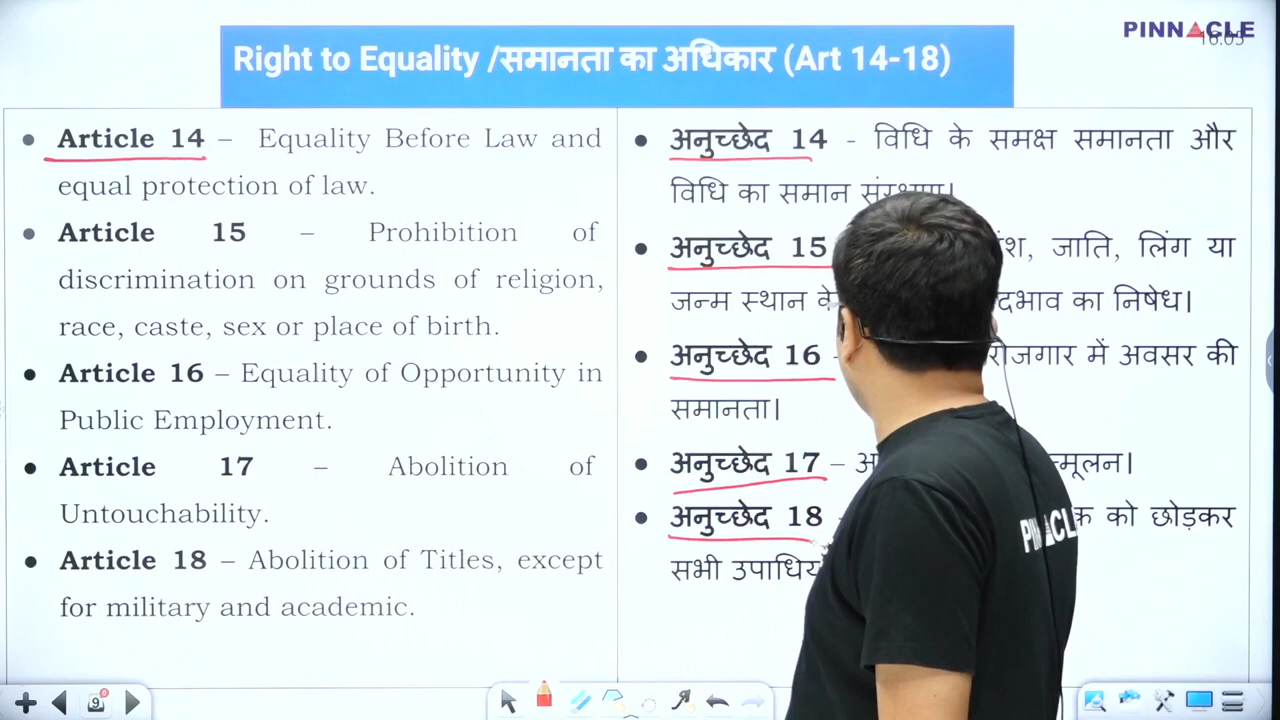 PINNACLE
Right to Equality /समानता का अधिकार (Art 14-18)
• Article 14 – Equality Before Law and
equal protection of law.
• Article 15 – Prohibition of
discrimination on grounds of religion,
race, caste, sex or place of birth.
• Article 16 – Equality of Opportunity in
Public Employment.
• Article 17 – Abolition of
Untouchability.
• Article 18 – Abolition of Titles, except
for military and academic.
• अनुच्छेद 14 - विधि के समक्ष समानता और
विधि का समान
• अनुच्छेद 15 जाति, लिंग या
जन्म स्थान का निषेध।
• अनुच्छेद 16 - में अवसर की
समानता।
• अनुच्छेद 17 –
• अनुच्छेद 18 को छोड़कर
सभी
9